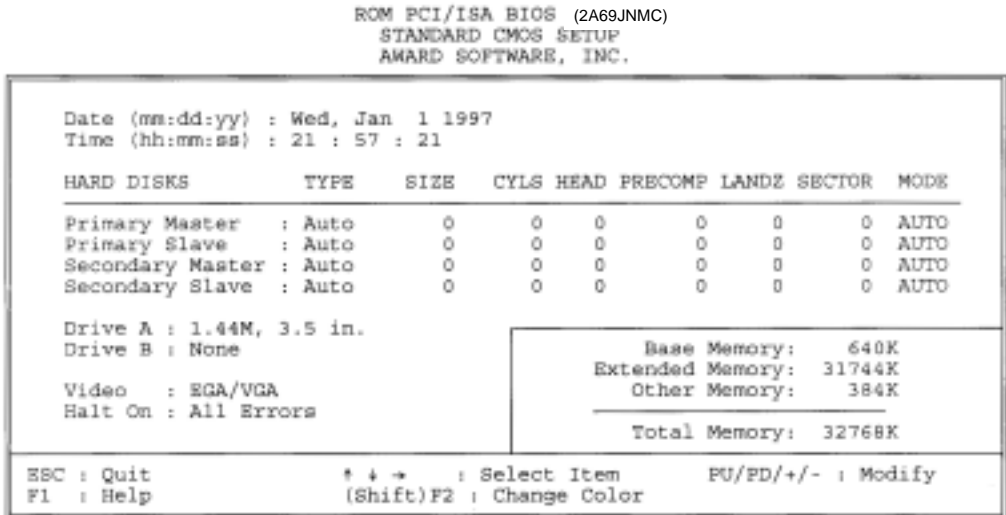 ROM PCI/ISA BIOS (2A69JNMC)
STANDARD CMOS SETUP
AWARD SOFTWARE, INC.
Date (mm:dd:yy) : Wed, Jan 1 1997
Time (hh:mm:ss) : 21 : 57 : 21
HARD DISKS TYPE SIZE CYLS HEAD PRECOMP LANDZ SECTOR MODE
Primary Master : Auto 0 0 0 0 0 0 AUTO
Primary Slave : Auto 0 0 0 0 0 0 AUTO
Secondary Master : Auto 0 0 0 0 0 0 AUTO
Secondary Slave : Auto 0 0 0 0 0 0 AUTO
Drive A : 1.44M, 3.5 in.
Drive B : None
Video : EGA/VGA
Halt On : All Errors
Base Memory: 640K
Extended Memory: 31744K
Other Memory: 384K
Total Memory: 32768K
ESC : Quit ↑ ↓ → : Select Item PU/PD/+/- : Modify
F1 : Help (Shift)F2 : Change Color